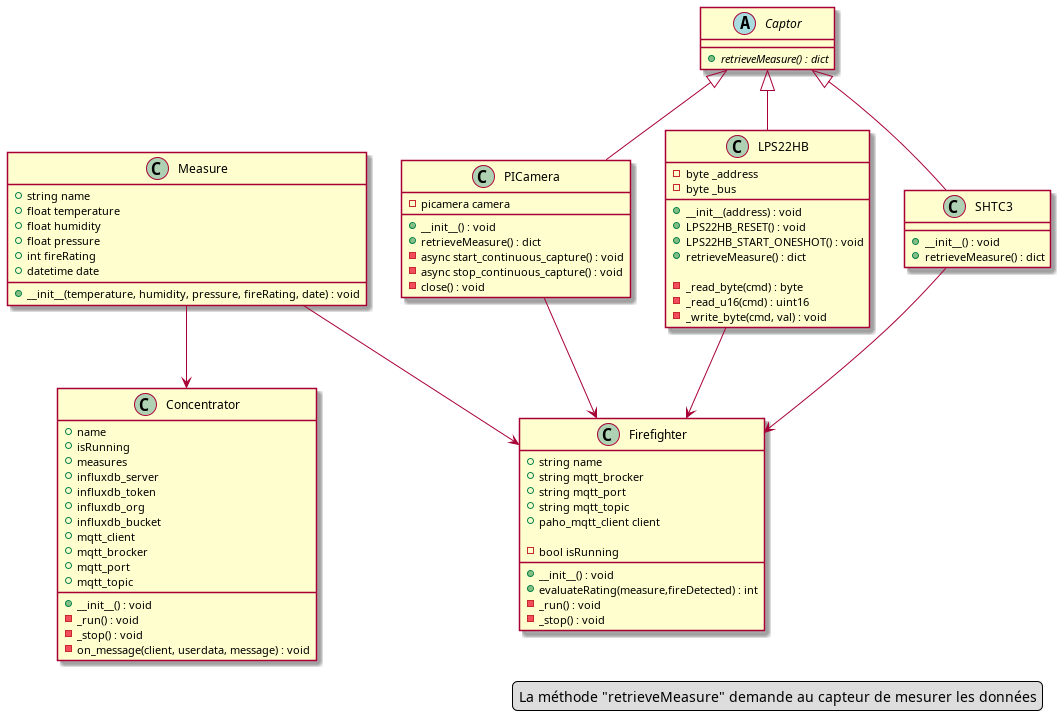 A Captor
retrieveMeasure() : dict
C Measure
string name
float temperature
float humidity
float pressure
int fireRating
datetime date
__init__(temperature, humidity, pressure, fireRating, date) : void
C PICamera
picamera camera
__init__() : void
retrieveMeasure() : dict
async start_continuous_capture() : void
async stop_continuous_capture() : void
close() : void
C LPS22HB
byte _address
byte _bus
__init__(address) : void
LPS22HB_RESET() : void
LPS22HB_START_ONESHOT() : void
retrieveMeasure() : dict
_read_byte(cmd) : byte
_read_u16(cmd) : uint16
_write_byte(cmd, val) : void
C SHTC3
__init__() : void
retrieveMeasure() : dict
C Concentrator
name
isRunning
measures
influxdb_server
influxdb_token
influxdb_org
influxdb_bucket
mqtt_client
mqtt_brocker
mqtt_port
mqtt_topic
__init__() : void
_run() : void
_stop() : void
on_message(client, userdata, message) : void
C Firefighter
string name
string mqtt_brocker
string mqtt_port
string mqtt_topic
paho_mqtt_client client
bool isRunning
__init__() : void
evaluateRating(measure,fireDetected) : int
_run() : void
_stop() : void
La méthode "retrieveMeasure" demande au capteur de mesurer les données